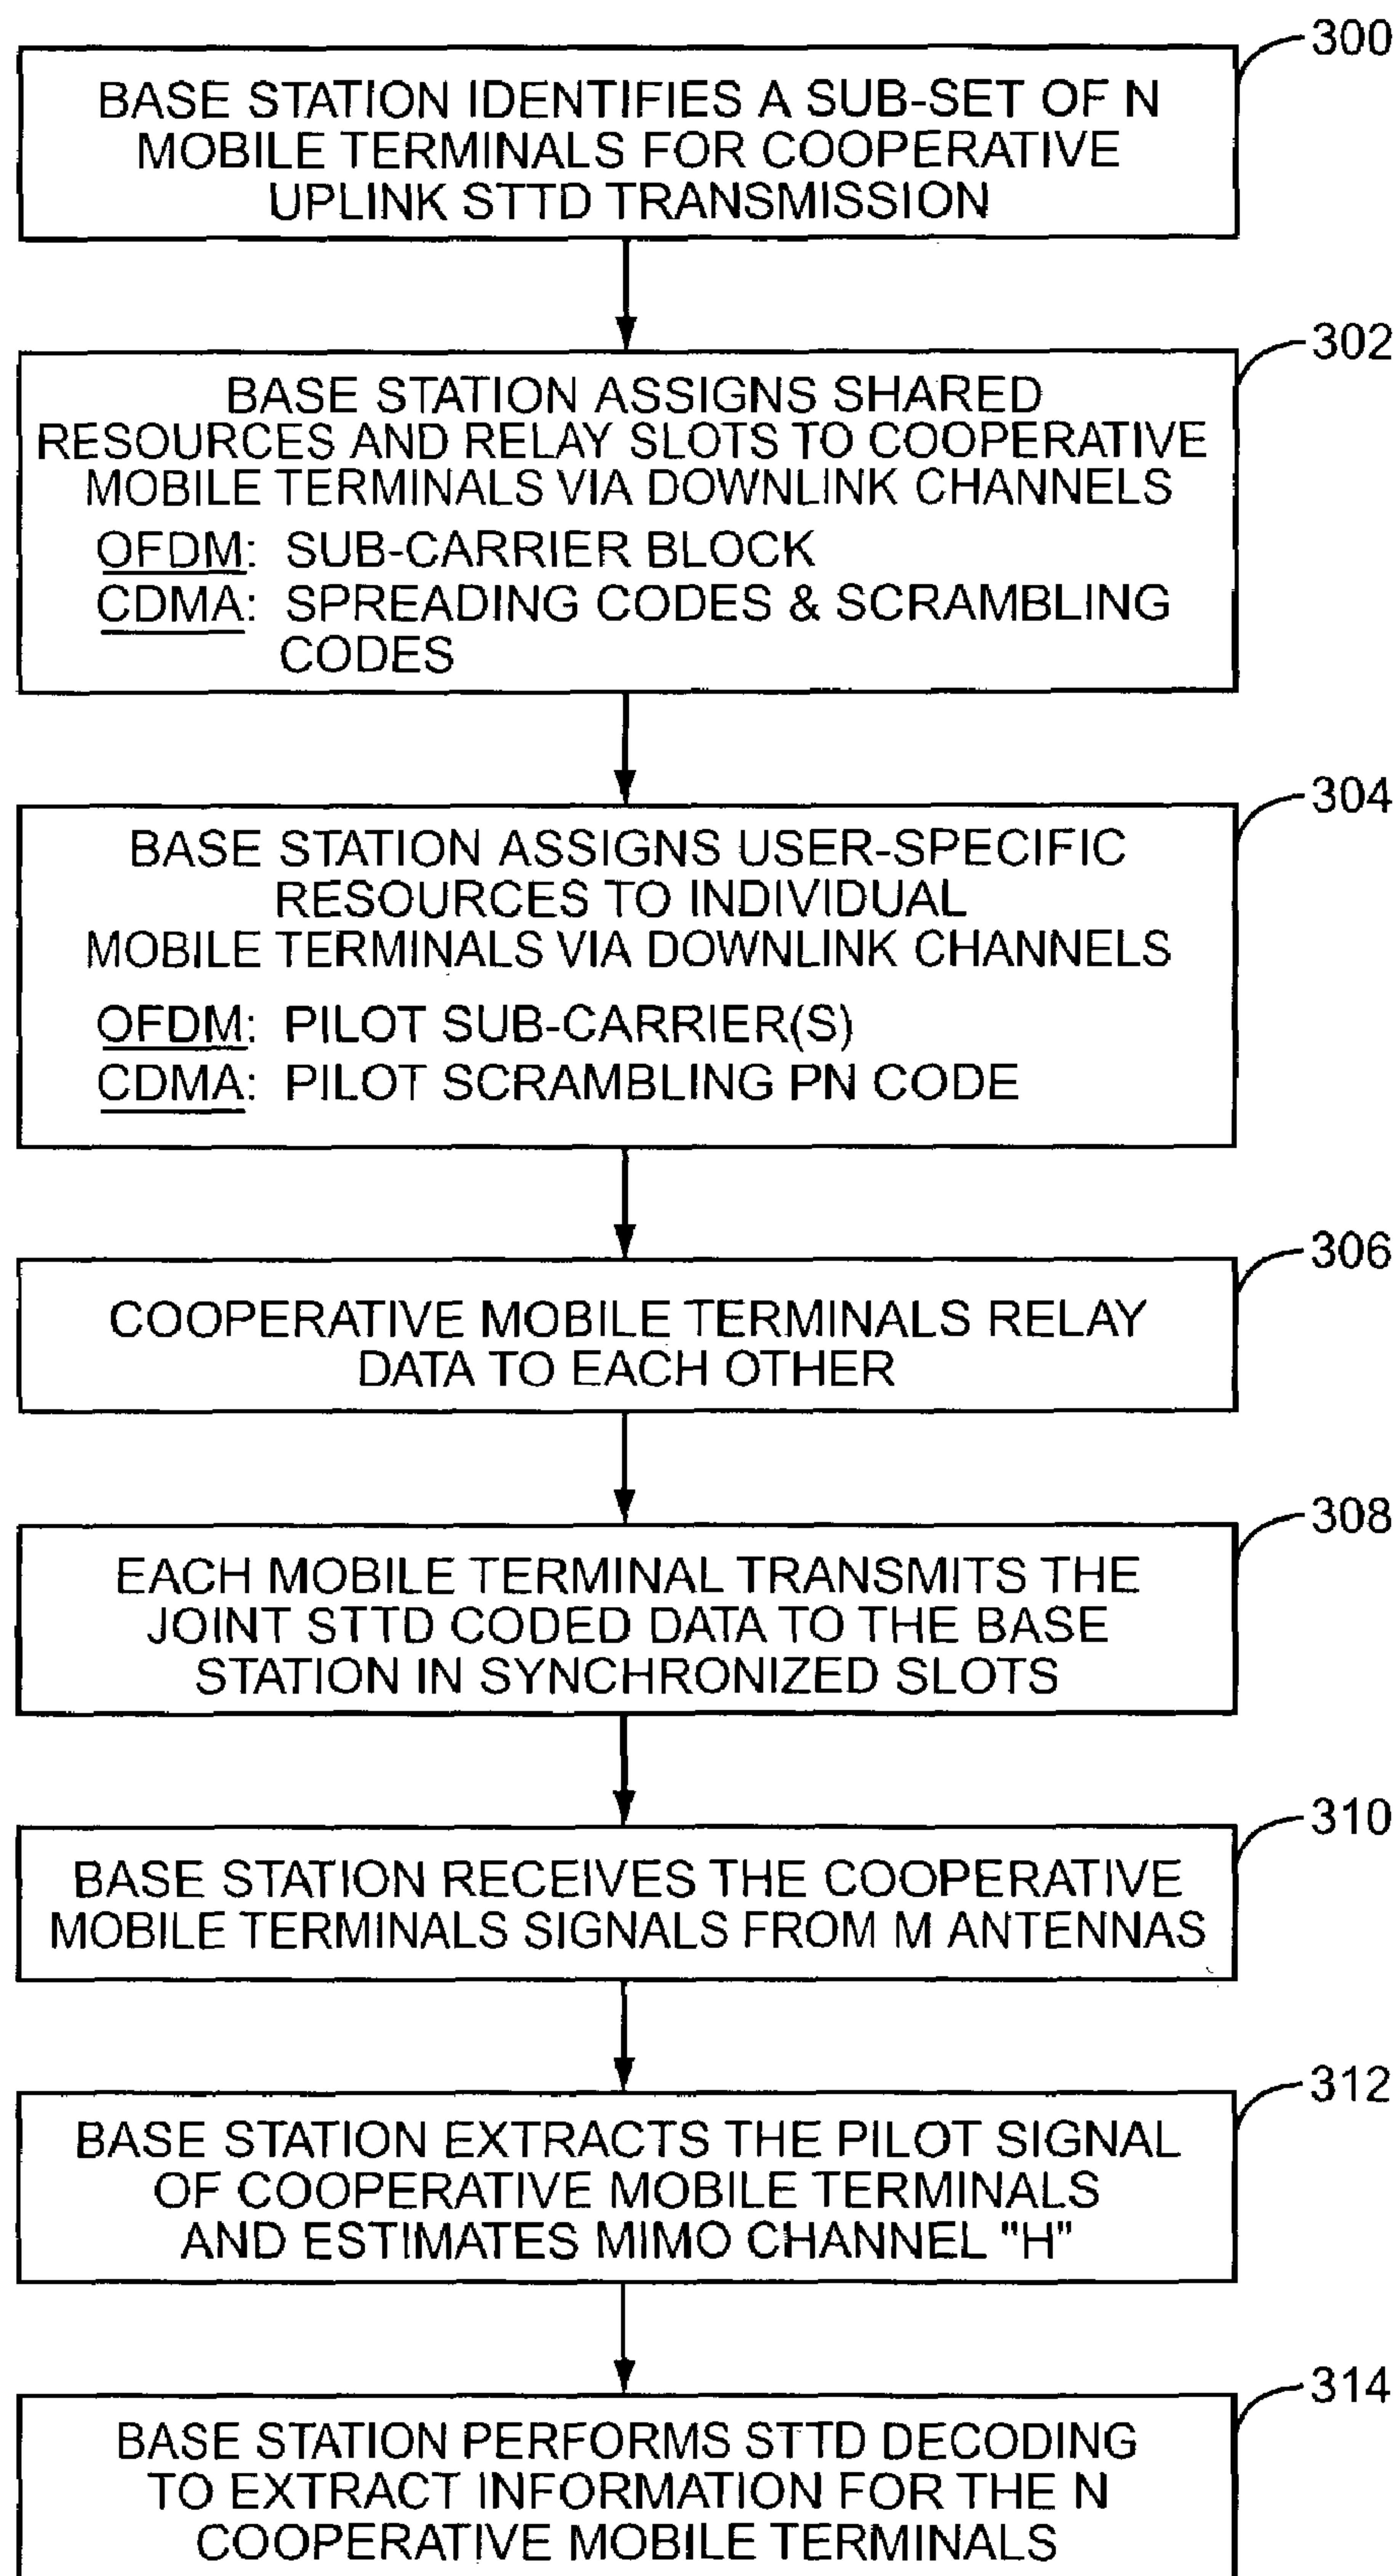 300
BASE STATION IDENTIFIES A SUB-SET OF N
MOBILE TERMINALS FOR COOPERATIVE
UPLINK STTD TRANSMISSION
302
BASE STATION ASSIGNS SHARED
RESOURCES AND RELAY SLOTS TO COOPERATIVE
MOBILE TERMINALS VIA DOWNLINK CHANNELS
OFDM: SUB-CARRIER BLOCK
CDMA: SPREADING CODES & SCRAMBLING
CODES
304
BASE STATION ASSIGNS USER-SPECIFIC
RESOURCES TO INDIVIDUAL
MOBILE TERMINALS VIA DOWNLINK CHANNELS
OFDM: PILOT SUB-CARRIER(S)
CDMA: PILOT SCRAMBLING PN CODE
306
COOPERATIVE MOBILE TERMINALS RELAY
DATA TO EACH OTHER
308
EACH MOBILE TERMINAL TRANSMITS THE
JOINT STTD CODED DATA TO THE BASE
STATION IN SYNCHRONIZED SLOTS
310
BASE STATION RECEIVES THE COOPERATIVE
MOBILE TERMINALS SIGNALS FROM M ANTENNAS
312
BASE STATION EXTRACTS THE PILOT SIGNAL
OF COOPERATIVE MOBILE TERMINALS
AND ESTIMATES MIMO CHANNEL "H"
314
BASE STATION PERFORMS STTD DECODING
TO EXTRACT INFORMATION FOR THE N
COOPERATIVE MOBILE TERMINALS